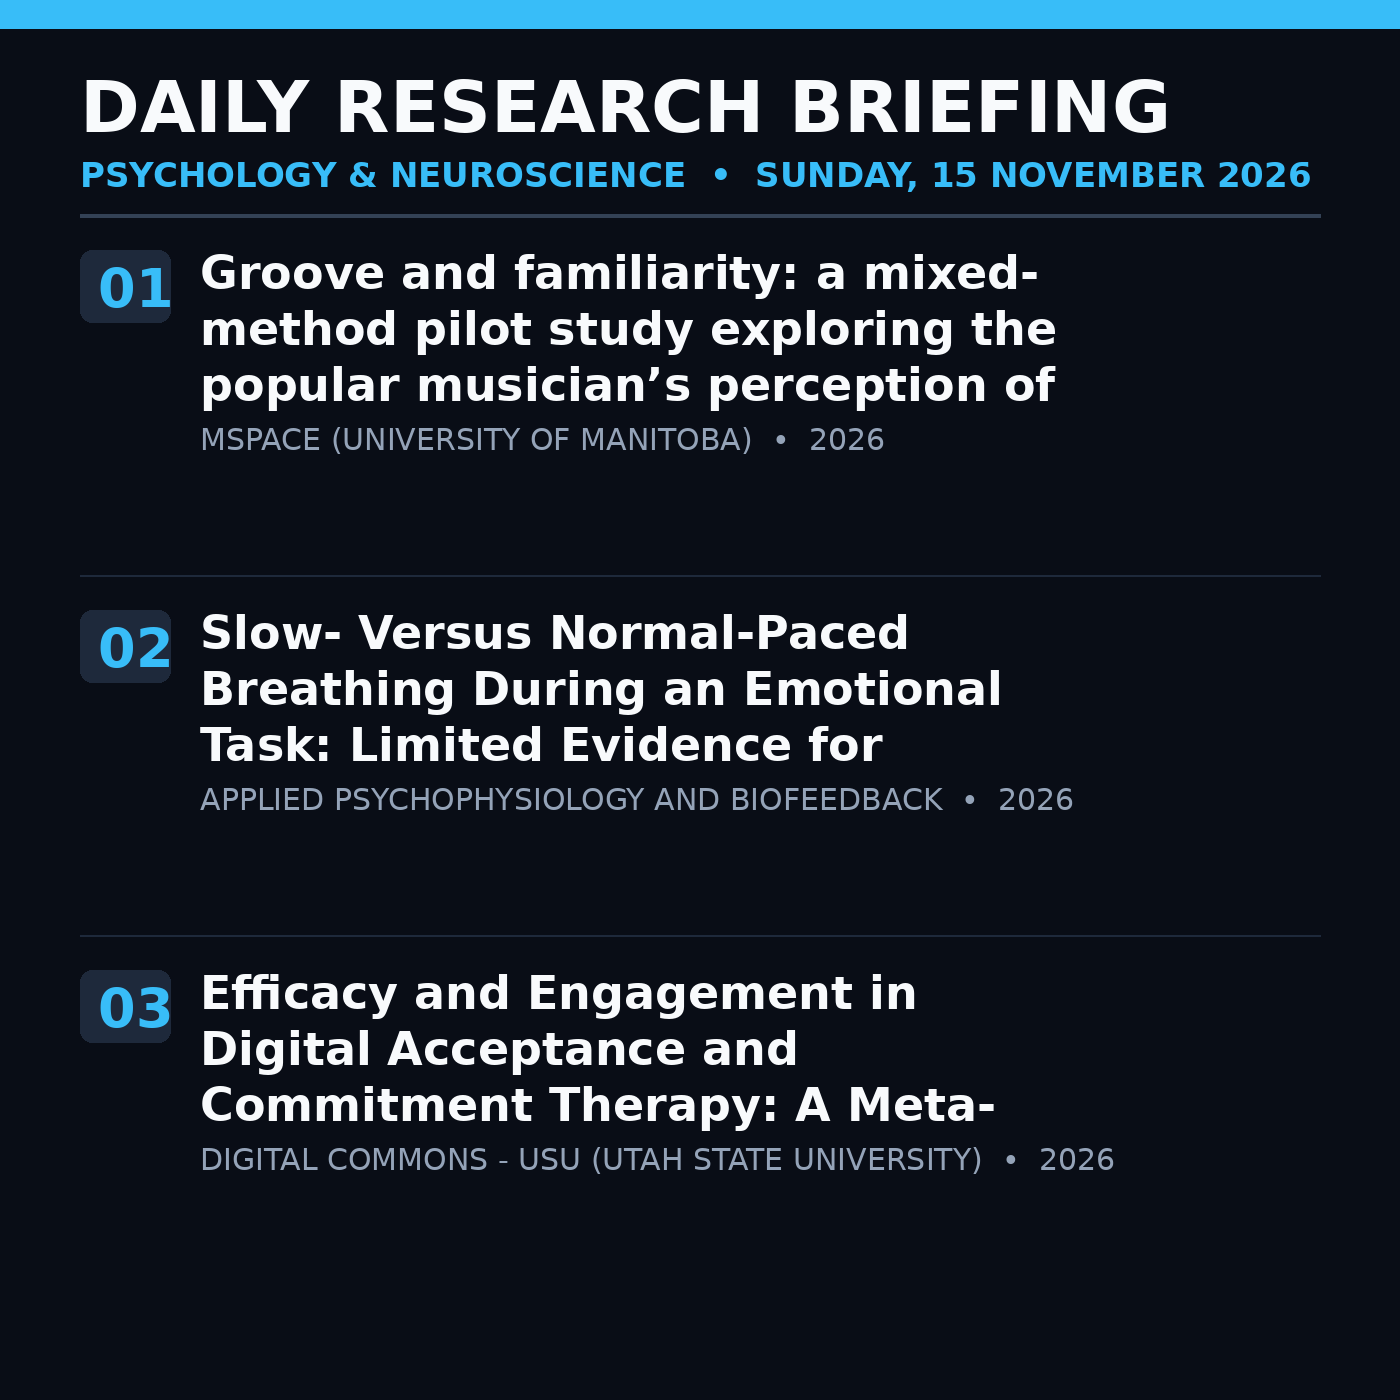 DAILY RESEARCH BRIEFING
PSYCHOLOGY & NEUROSCIENCE • SUNDAY, 15 NOVEMBER 2026
01
Groove and familiarity: a mixed-
method pilot study exploring the
popular musician’s perception of
MSPACE (UNIVERSITY OF MANITOBA) • 2026
02
Slow- Versus Normal-Paced
Breathing During an Emotional
Task: Limited Evidence for
APPLIED PSYCHOPHYSIOLOGY AND BIOFEEDBACK • 2026
03
Efficacy and Engagement in
Digital Acceptance and
Commitment Therapy: A Meta-
DIGITAL COMMONS - USU (UTAH STATE UNIVERSITY) • 2026